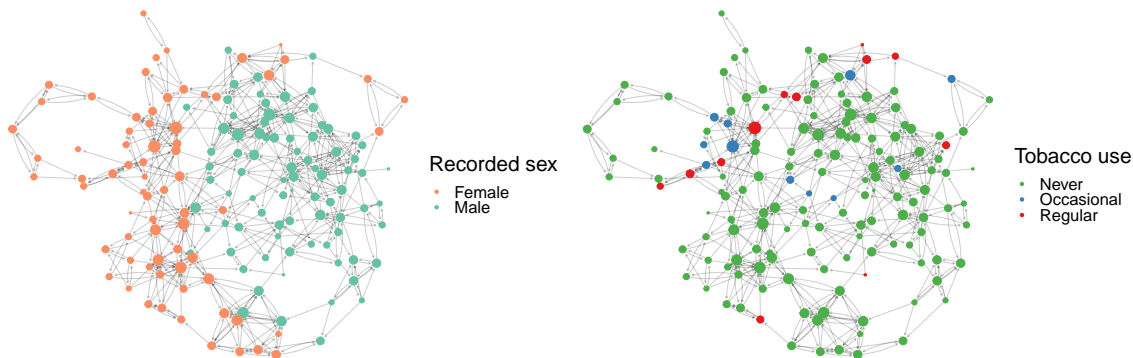 Recorded sex
Female
Male
Tobacco use
Never
Occasional
Regular